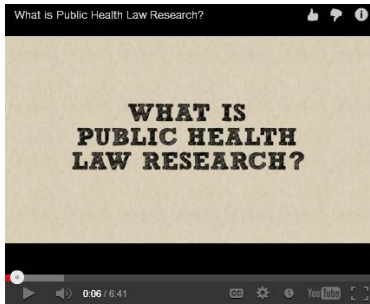 What is Public Health Law Research?
WHAT IS
PUBLIC HEALTH
LAW RESEARCH?
0:06 / 6:41
CC
YouTube